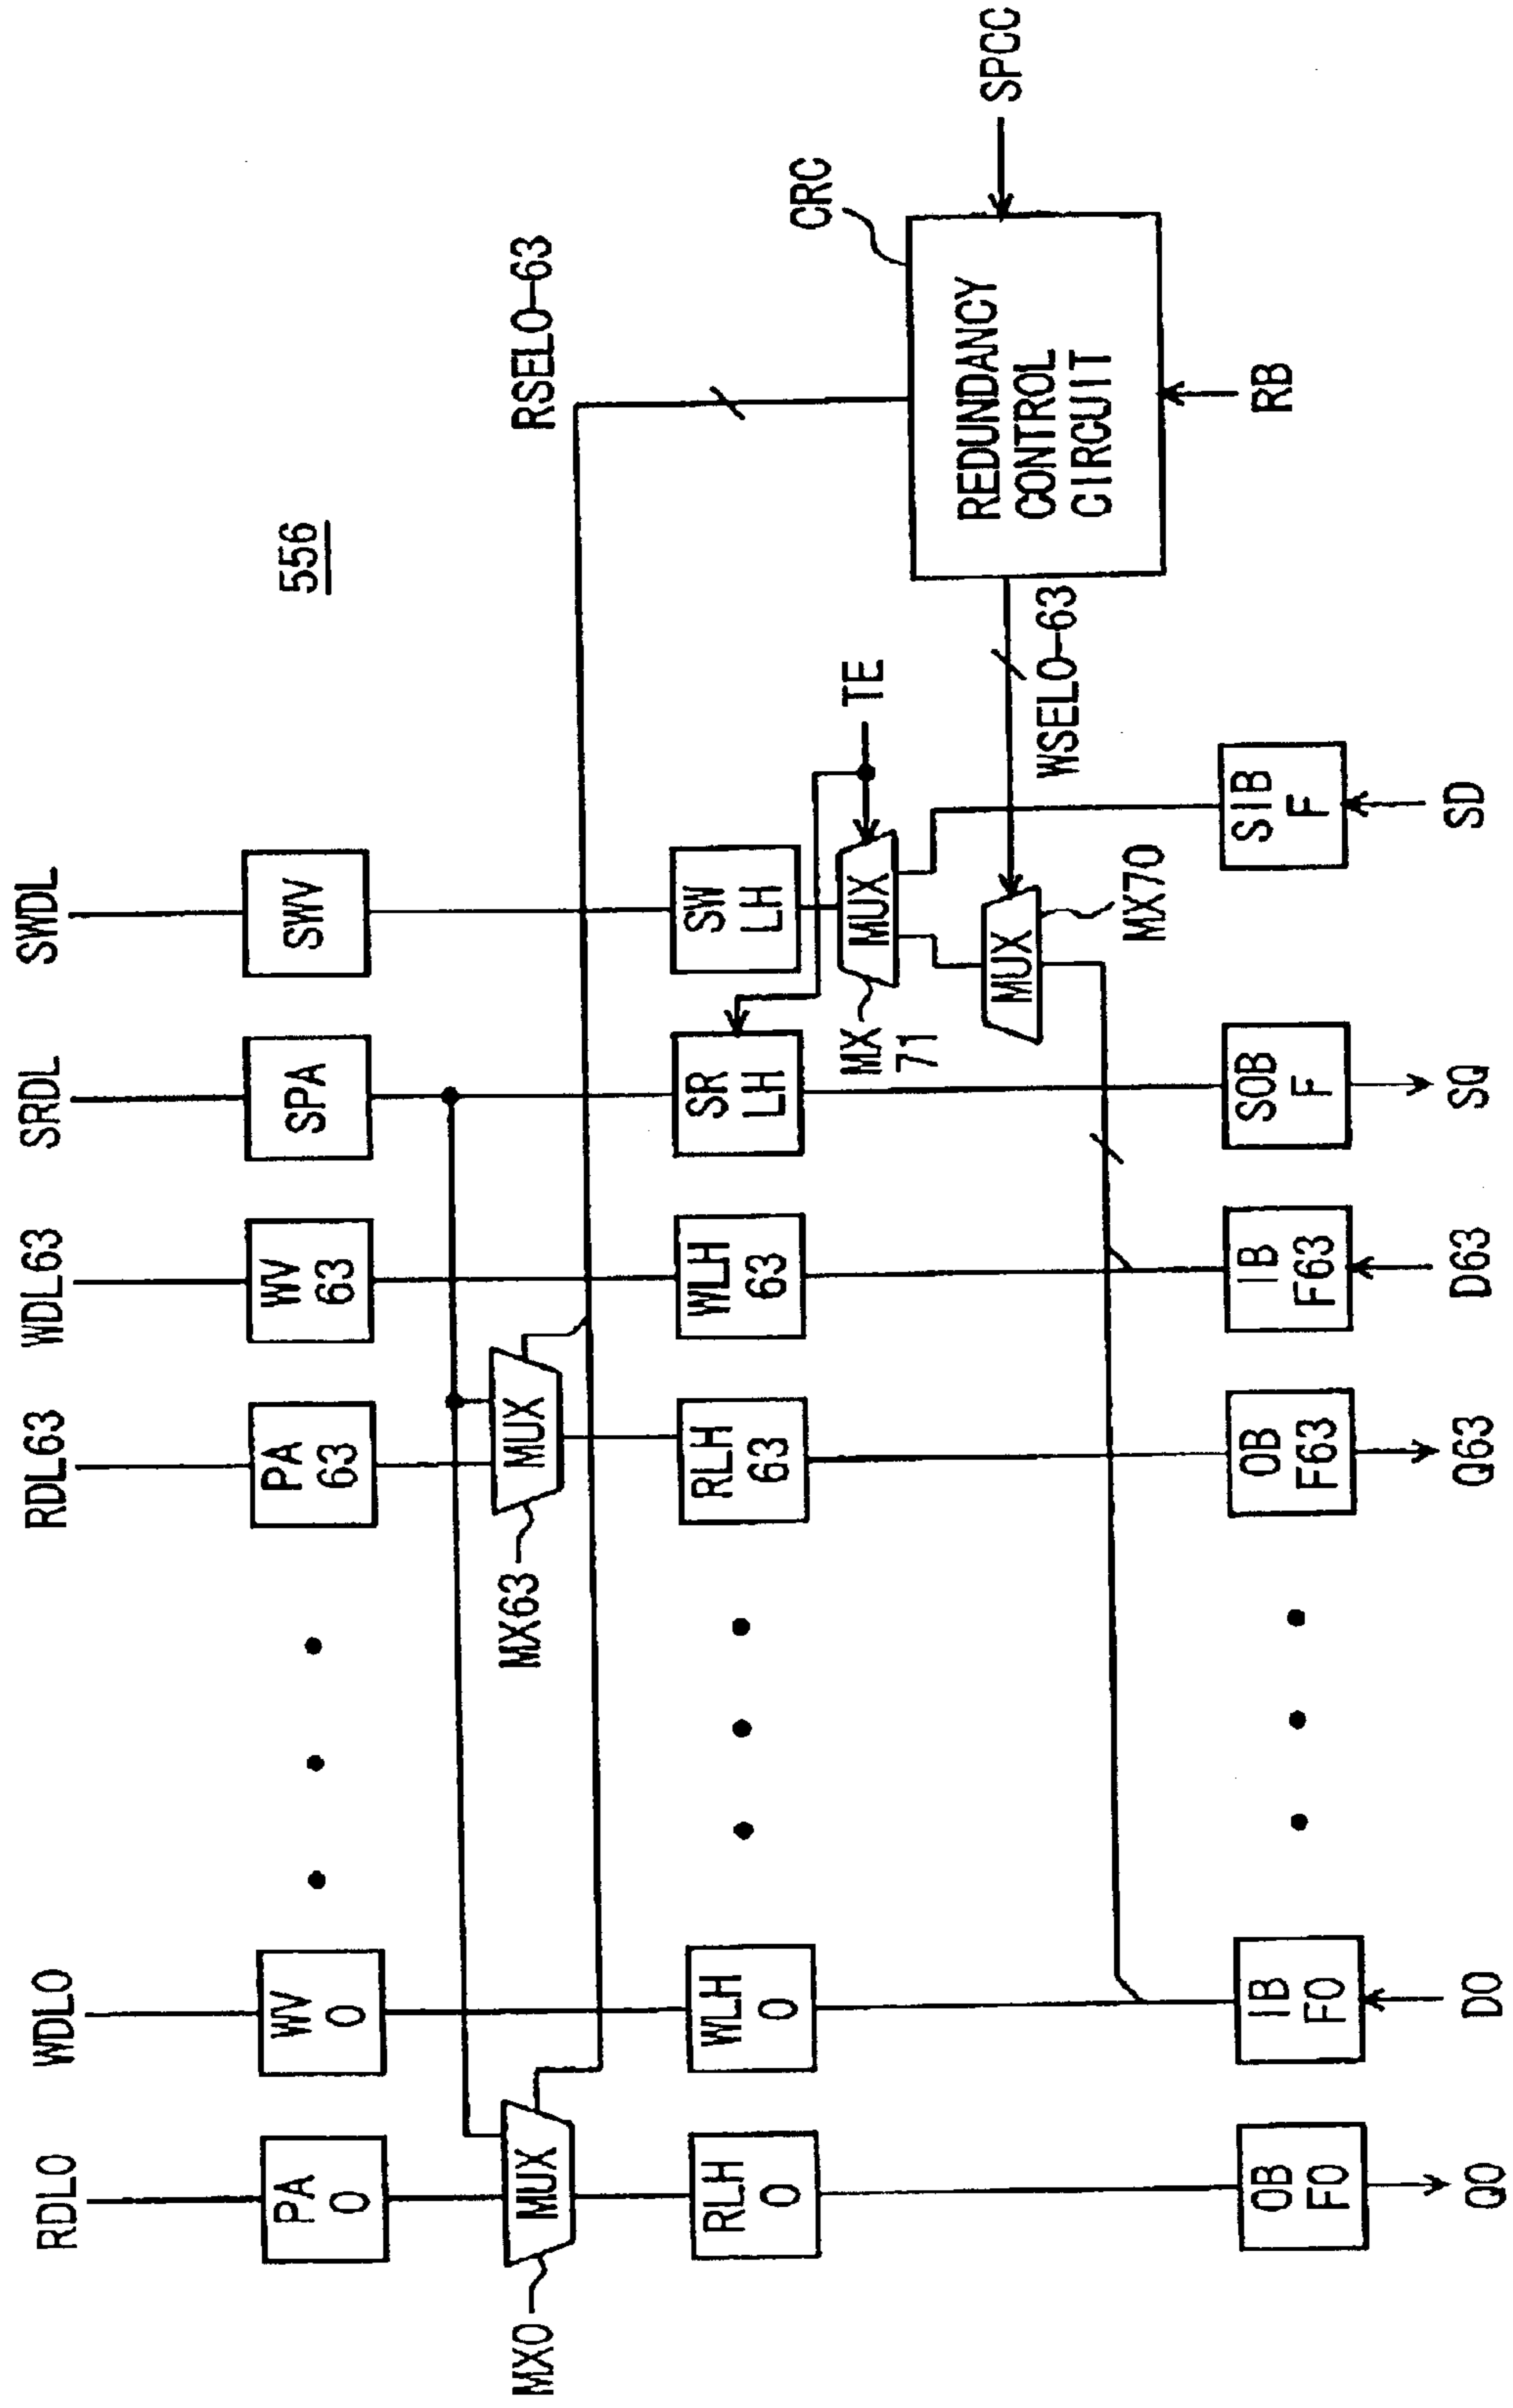 556
RDL0
WDL0
RDL63
WDL63
SRDL
SWDL
PA
0
WV
0
PA
63
WV
63
SPA
SWV
RSEL0-63
MX0
MUX
MX63
MUX
RLH
0
WLH
0
RLH
63
WLH
63
SR
LH
SW
LH
TE
MX
71
MUX
MUX
MX70
WSEL0-63
CRC
REDUNDANCY
CONTROL
CIRCUIT
SPCC
RB
OB
F0
IB
F0
OB
F63
IB
F63
SOB
F
SIB
F
Q0
D0
Q63
D63
SQ
SD